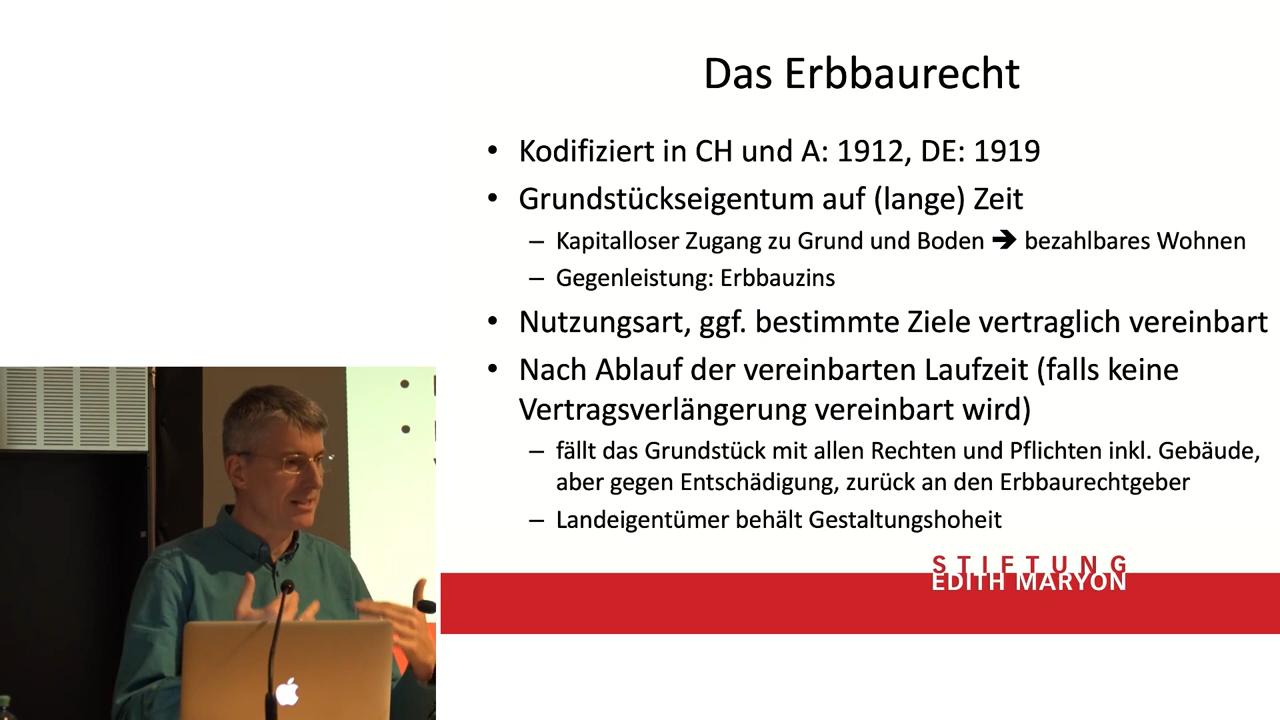 Das Erbbaurecht
• Kodifiziert in CH und A: 1912, DE: 1919
• Grundstückseigentum auf (lange) Zeit
– Kapitalloser Zugang zu Grund und Boden ➔ bezahlbares Wohnen
– Gegenleistung: Erbbauzins
• Nutzungsart, ggf. bestimmte Ziele vertraglich vereinbart
• Nach Ablauf der vereinbarten Laufzeit (falls keine
Vertragsverlängerung vereinbart wird)
– fällt das Grundstück mit allen Rechten und Pflichten inkl. Gebäude,
aber gegen Entschädigung, zurück an den Erbbaurechtgeber
– Landeigentümer behält Gestaltungshoheit
STIFTUNG
EDITH MARYON